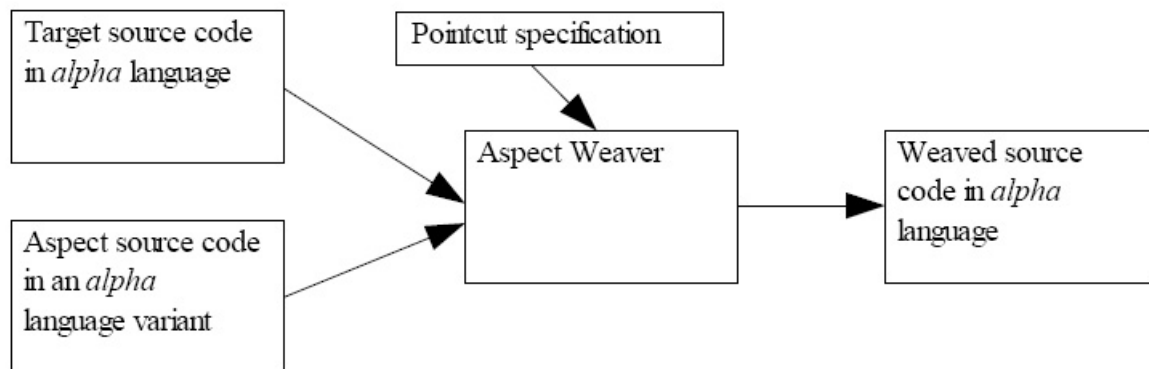 Target source code
in alpha language
Pointcut specification
Aspect Weaver
Weaved source
code in alpha
language
Aspect source code
in an alpha
language variant